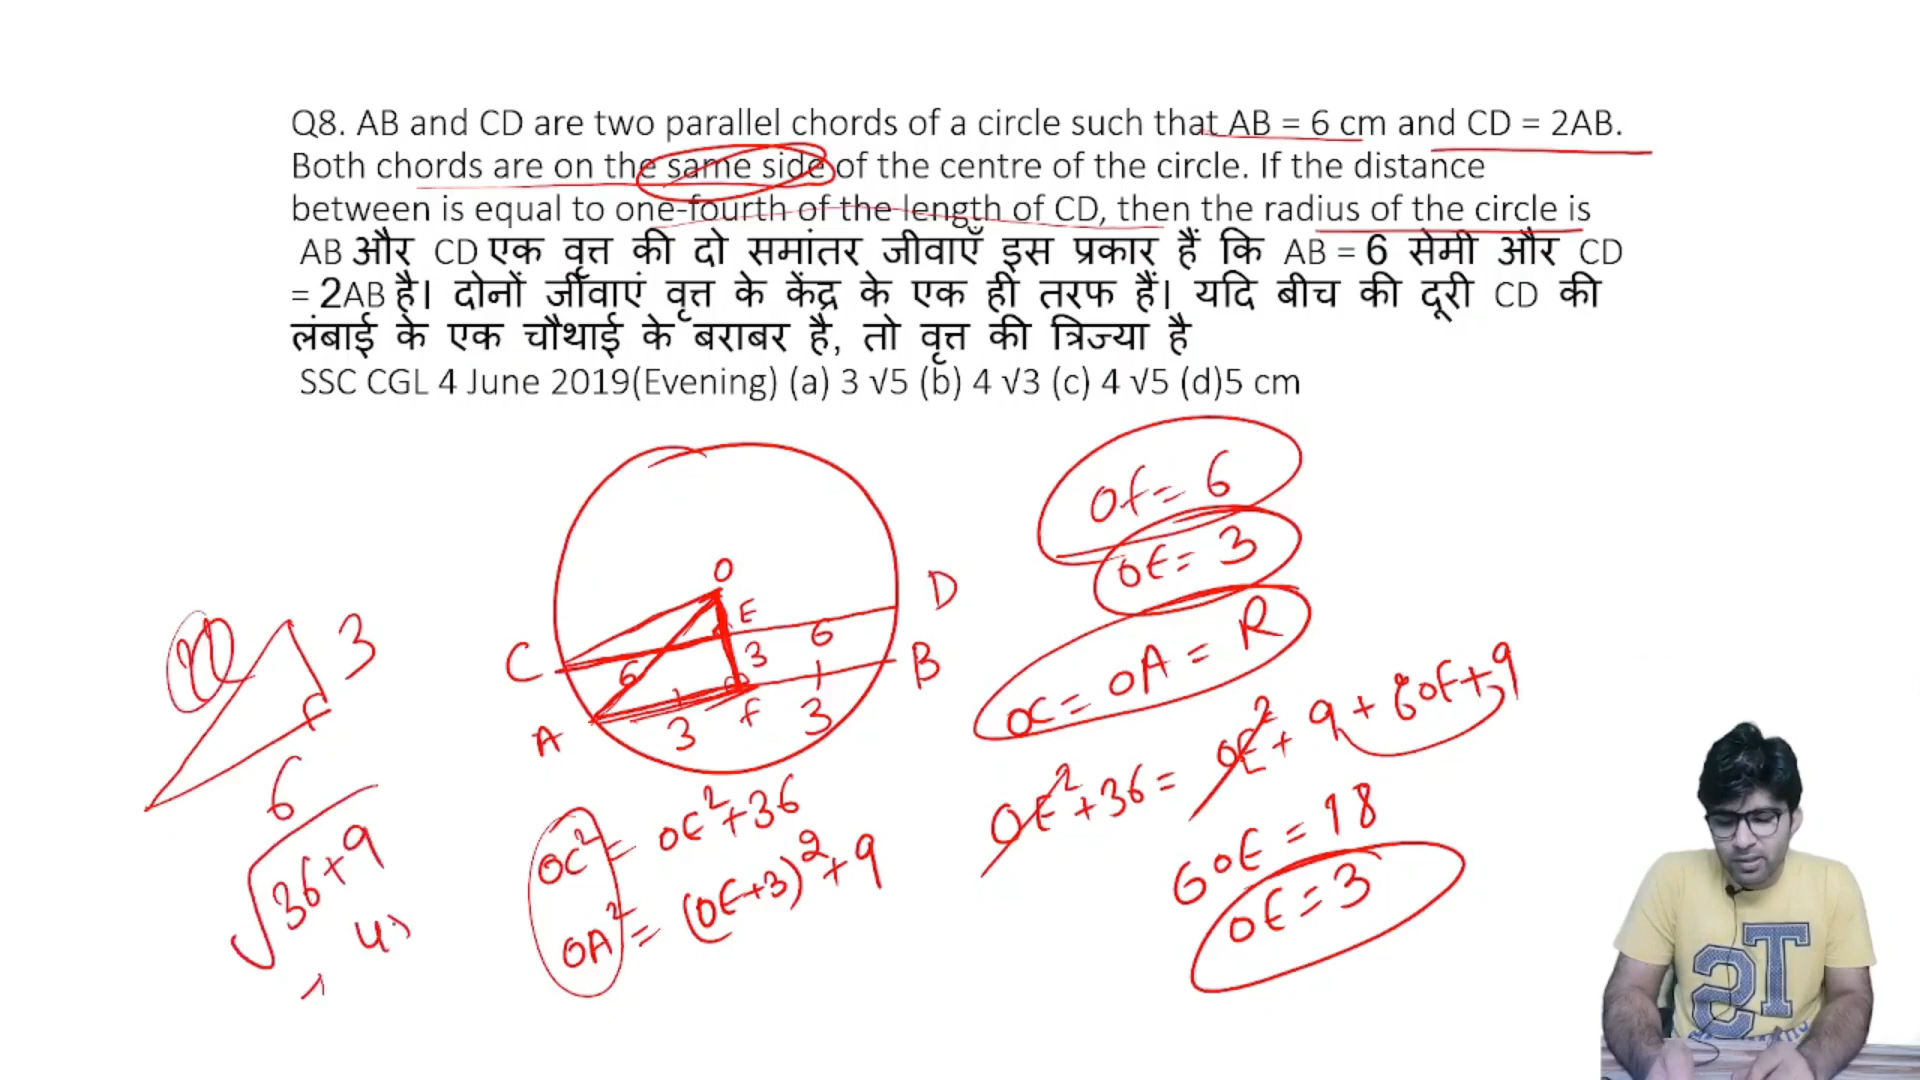 Q8. AB and CD are two parallel chords of a circle such that AB = 6 cm and CD = 2AB.
Both chords are on the same side of the centre of the circle. If the distance
between is equal to one-fourth of the length of CD, then the radius of the circle is
AB और CD एक वृत्त की दो समांतर जीवाएँ इस प्रकार हैं कि AB = 6 सेमी और CD
= 2AB है। दोनों जीवाएं वृत्त के केंद्र के एक ही तरफ हैं। यदि बीच की दूरी CD की
लंबाई के एक चौथाई के बराबर है, तो वृत्त की त्रिज्या है
SSC CGL 4 June 2019(Evening) (a) 3 √5 (b) 4 √3 (c) 4 √5 (d)5 cm
OF = 6
OE = 3
OC = OA = R
OE²+36 = OE²+ 9 + 6OE+9
6OE = 18
OE = 3
O
E
D
C
6
3
6
B
A
3
F
3
OC² = OE²+36
OA² = (OE+3)²+9
3
6
√36+9
TS